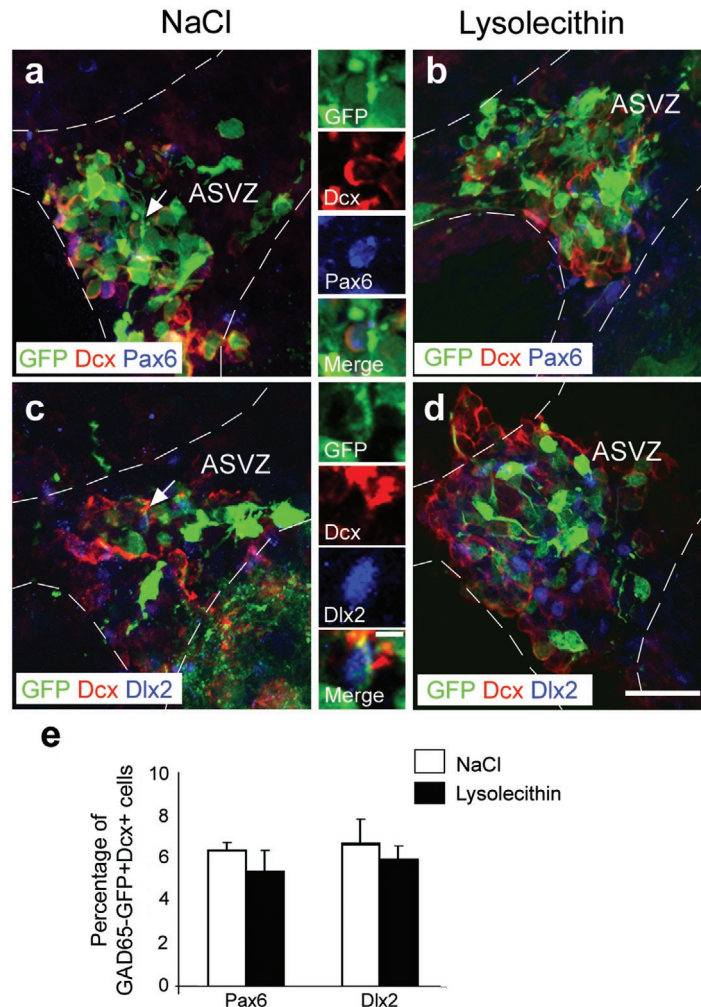 NaCl
Lysolecithin
a
ASVZ
GFP Dcx Pax6
GFP
Dcx
Pax6
Merge
b
ASVZ
GFP Dcx Pax6
c
ASVZ
GFP Dcx Dlx2
GFP
Dcx
Dlx2
Merge
d
ASVZ
GFP Dcx Dlx2
e
Percentage of
GAD65-GFP+Dcx+ cells
10
8
6
4
2
0
Pax6
Dlx2
NaCl
Lysolecithin